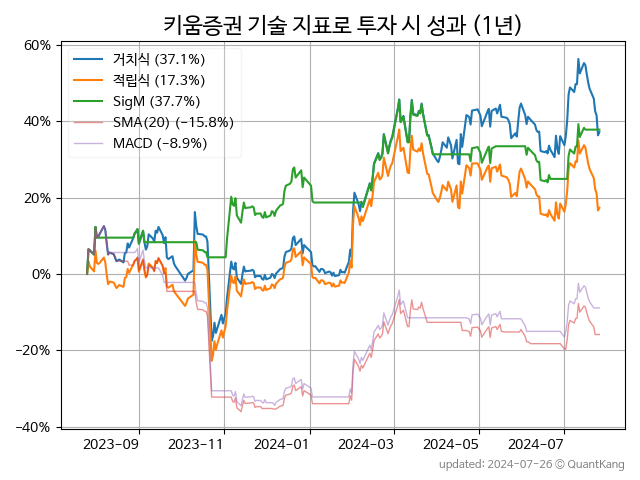 키움증권 기술 지표로 투자 시 성과 (1년)
60%
40%
20%
0%
−20%
−40%
거치식 (37.1%)
적립식 (17.3%)
SigM (37.7%)
SMA(20) (−15.8%)
MACD (−8.9%)
2023-09
2023-11
2024-01
2024-03
2024-05
2024-07
updated: 2024-07-26 © QuantKang